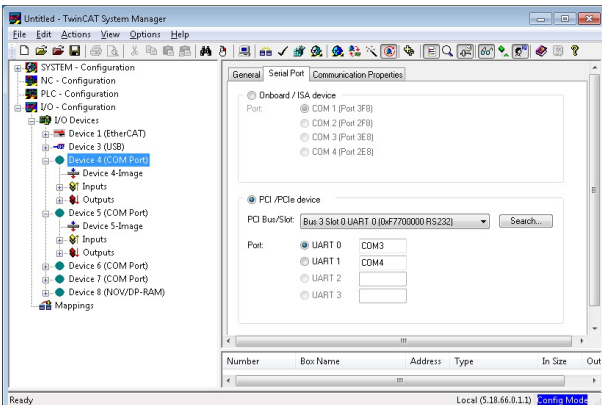 Untitled - TwinCAT System Manager
File Edit Actions View Options Help
SYSTEM - Configuration
NC - Configuration
PLC - Configuration
I/O - Configuration
I/O Devices
Device 1 (EtherCAT)
Device 3 (USB)
Device 4 (COM Port)
Device 4-Image
Inputs
Outputs
Device 5 (COM Port)
Device 5-Image
Inputs
Outputs
Device 6 (COM Port)
Device 7 (COM Port)
Device 8 (NOV/DP-RAM)
Mappings
General Serial Port Communication Properties
Onboard / ISA device
Port: COM 1 (Port 3F8)
COM 2 (Port 2F8)
COM 3 (Port 3E8)
COM 4 (Port 2E8)
PCI /PCIe device
PCI Bus/Slot: Bus 3 Slot 0 UART 0 (0xF7700000 RS232) Search...
Port: UART 0 COM3
UART 1 COM4
UART 2
UART 3
Number Box Name Address Type In Size Out
Ready Local (5.18.66.0.1.1) Config Mode